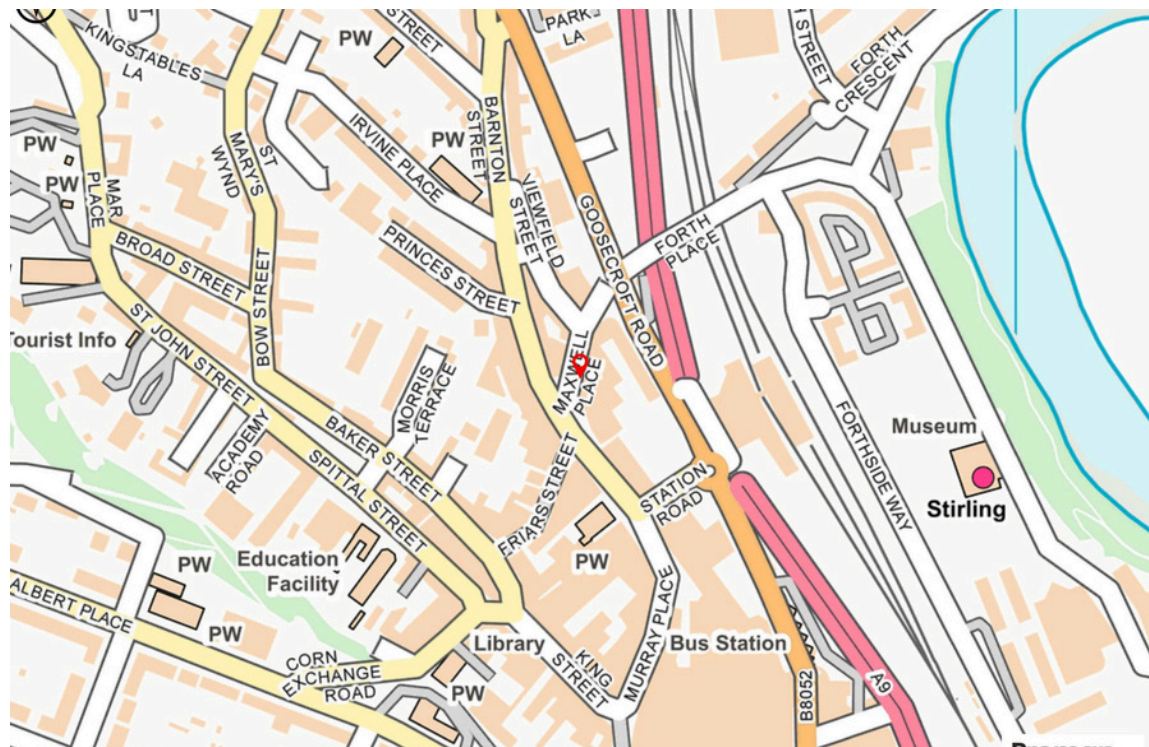 KINGSTABLES
LA
STREET
PW
PARK
LA
H STREET
FORTH
CRESCENT
BARNTON
STREET
IRVINE PLACE
PW
ST
MARY'S
WYND
PW
PW
MAR
PLACE
VIEWFIELD
STREET
GOOSECROFT ROAD
FORTH
PLACE
PRINCES STREET
BROAD STREET
BOW STREET
Tourist Info
ST JOHN STREET
MAXWELL
PLACE
MORRIS
TERRACE
ACADEMY
ROAD
BAKER STREET
SPITTAL STREET
FRIARS STREET
STATION
ROAD
FORTHSIDE WAY
Museum
Stirling
PW
Education
Facility
PW
ALBERT PLACE
PW
Library
KING
STREET
MURRAY PLACE
Bus Station
CORN
EXCHANGE
ROAD
PW
B8052
A9